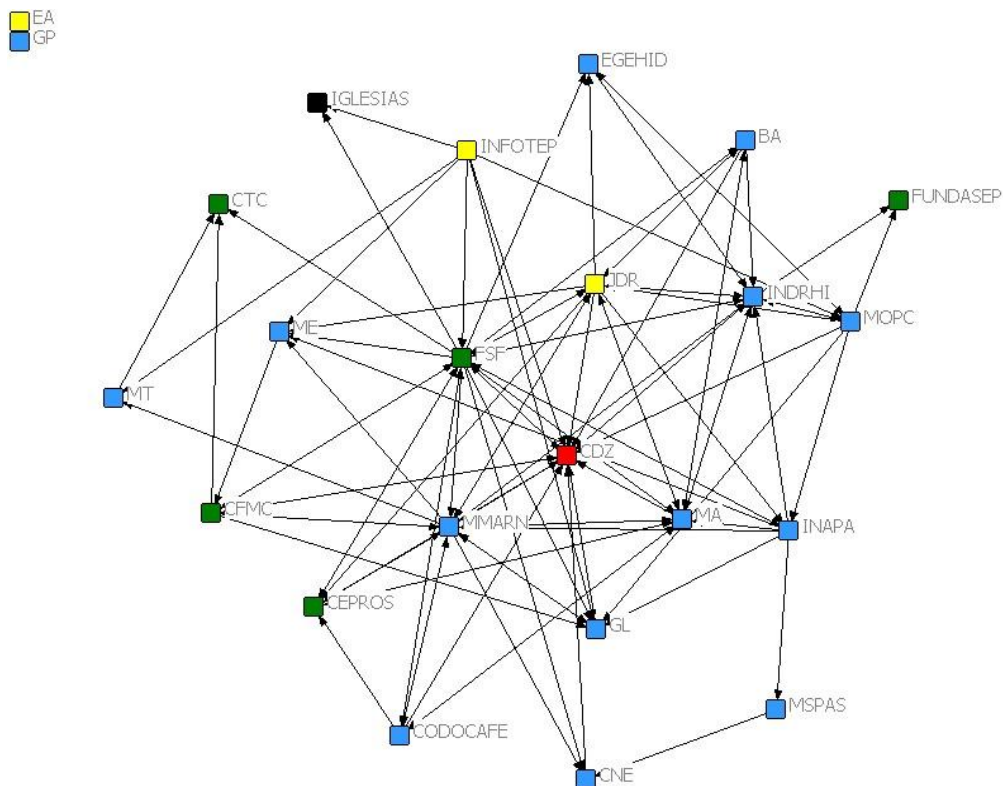 EA
GP
EGEHID
IGLESIAS
BA
INFOTEP
CTC
FUNDASEP
JDR
INDRHI
MOPC
ME
FSF
MT
CDZ
CFMC
MA
MMARN
INAPA
CEPROS
GL
MSPAS
CODOCAFE
CNE